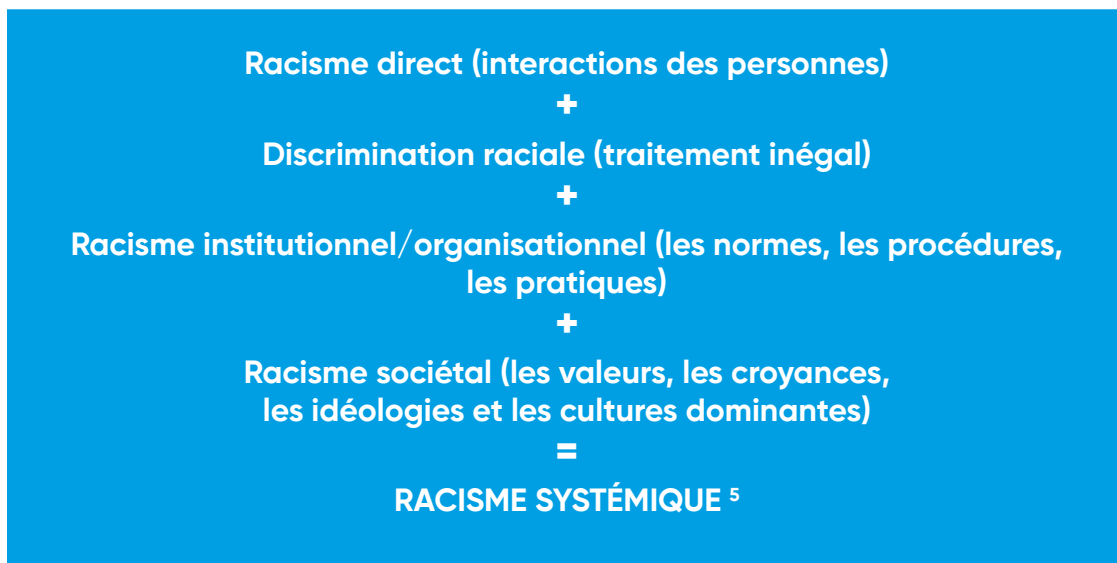 Racisme direct (interactions des personnes)
+
Discrimination raciale (traitement inégal)
+
Racisme institutionnel/organisationnel (les normes, les procédures,
les pratiques)
+
Racisme sociétal (les valeurs, les croyances,
les idéologies et les cultures dominantes)
=
RACISME SYSTÉMIQUE ⁵